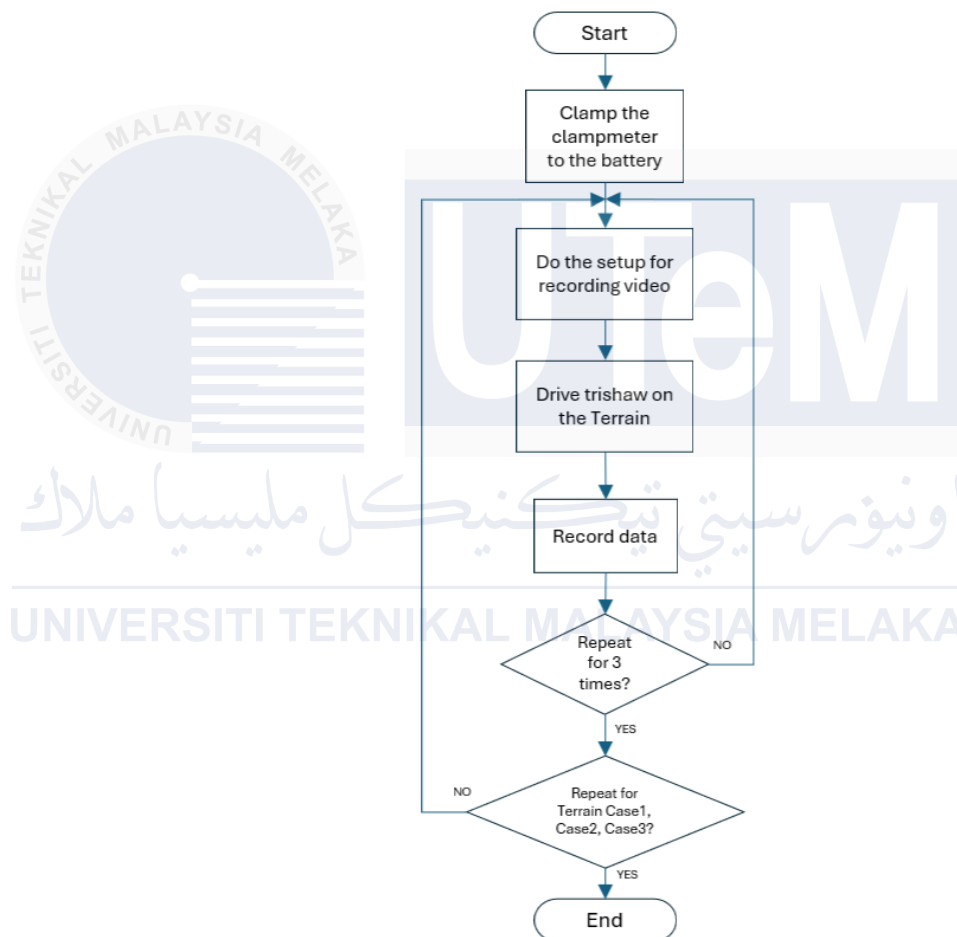 Start
Clamp the
clampmeter
to the battery
UNIVERSITI TEKNIKAL MALAYSIA MELAKA
UTeM
Do the setup for
recording video
Drive trishaw on
the Terrain
اونيۏرسيتي تيكنيكل مليسيا ملاك
Record data
UNIVERSITI TEKNIKAL MALAYSIA MELAKA
Repeat
for 3
times?
NO
YES
NO
Repeat for
Terrain Case1,
Case2, Case3?
YES
End